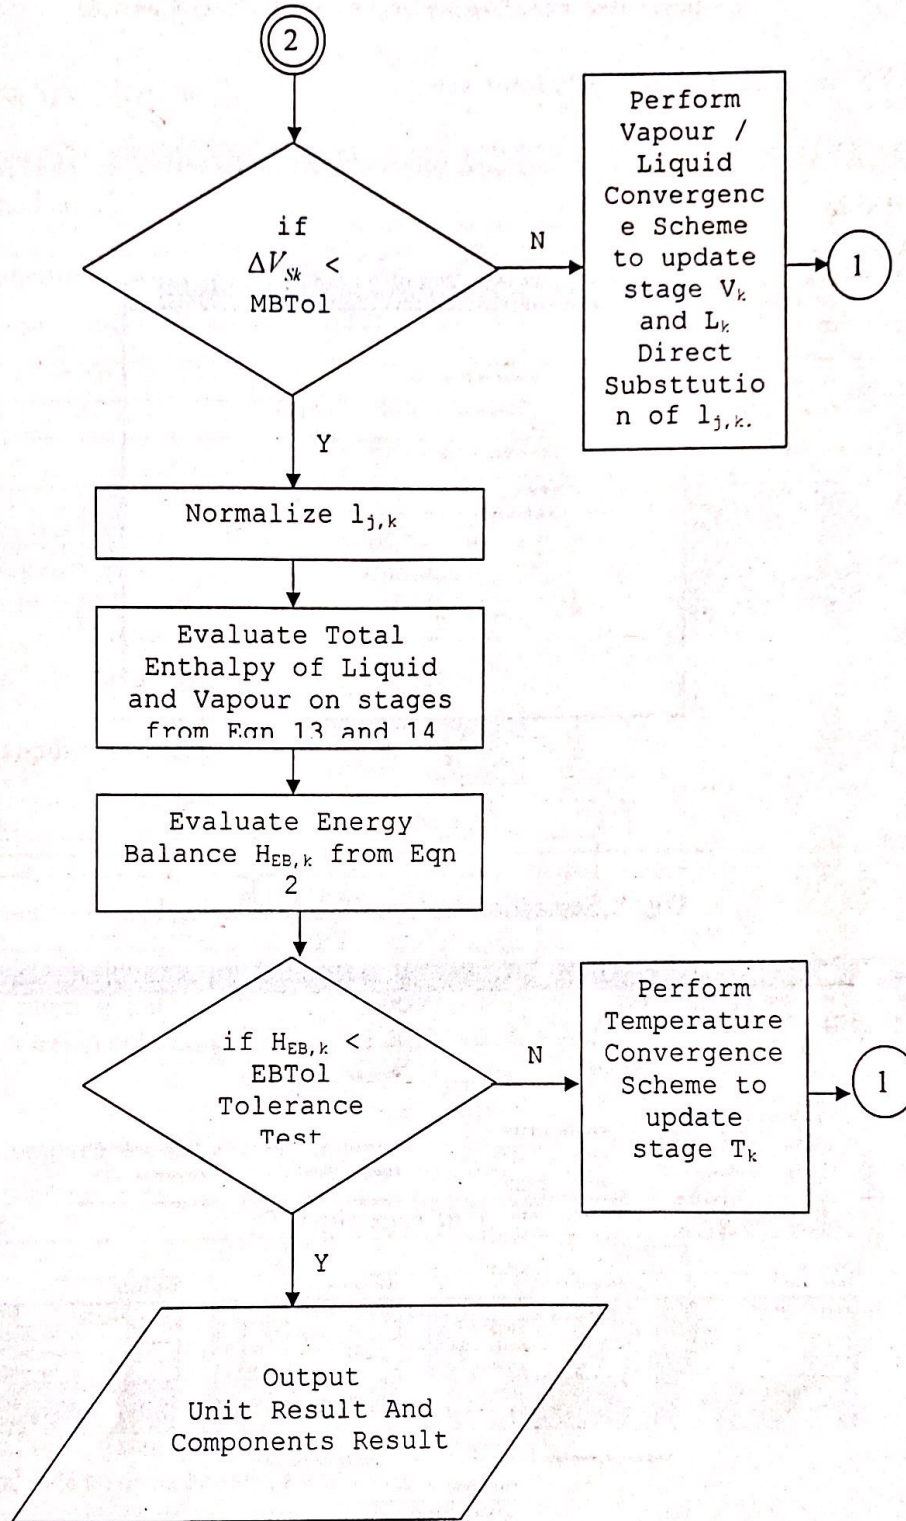 2
if
ΔV_Sk <
MBTol
N
Perform
Vapour /
Liquid
Convergenc
e Scheme
to update
stage V_k
and L_k
Direct
Substtutio
n of l_j,k.
1
Y
Normalize l_j,k
Evaluate Total
Enthalpy of Liquid
and Vapour on stages
from Eqn 13 and 14
Evaluate Energy
Balance H_EB,k from Eqn
2
if H_EB,k <
EBTol
Tolerance
Test
N
Perform
Temperature
Convergence
Scheme to
update
stage T_k
1
Y
Output
Unit Result And
Components Result